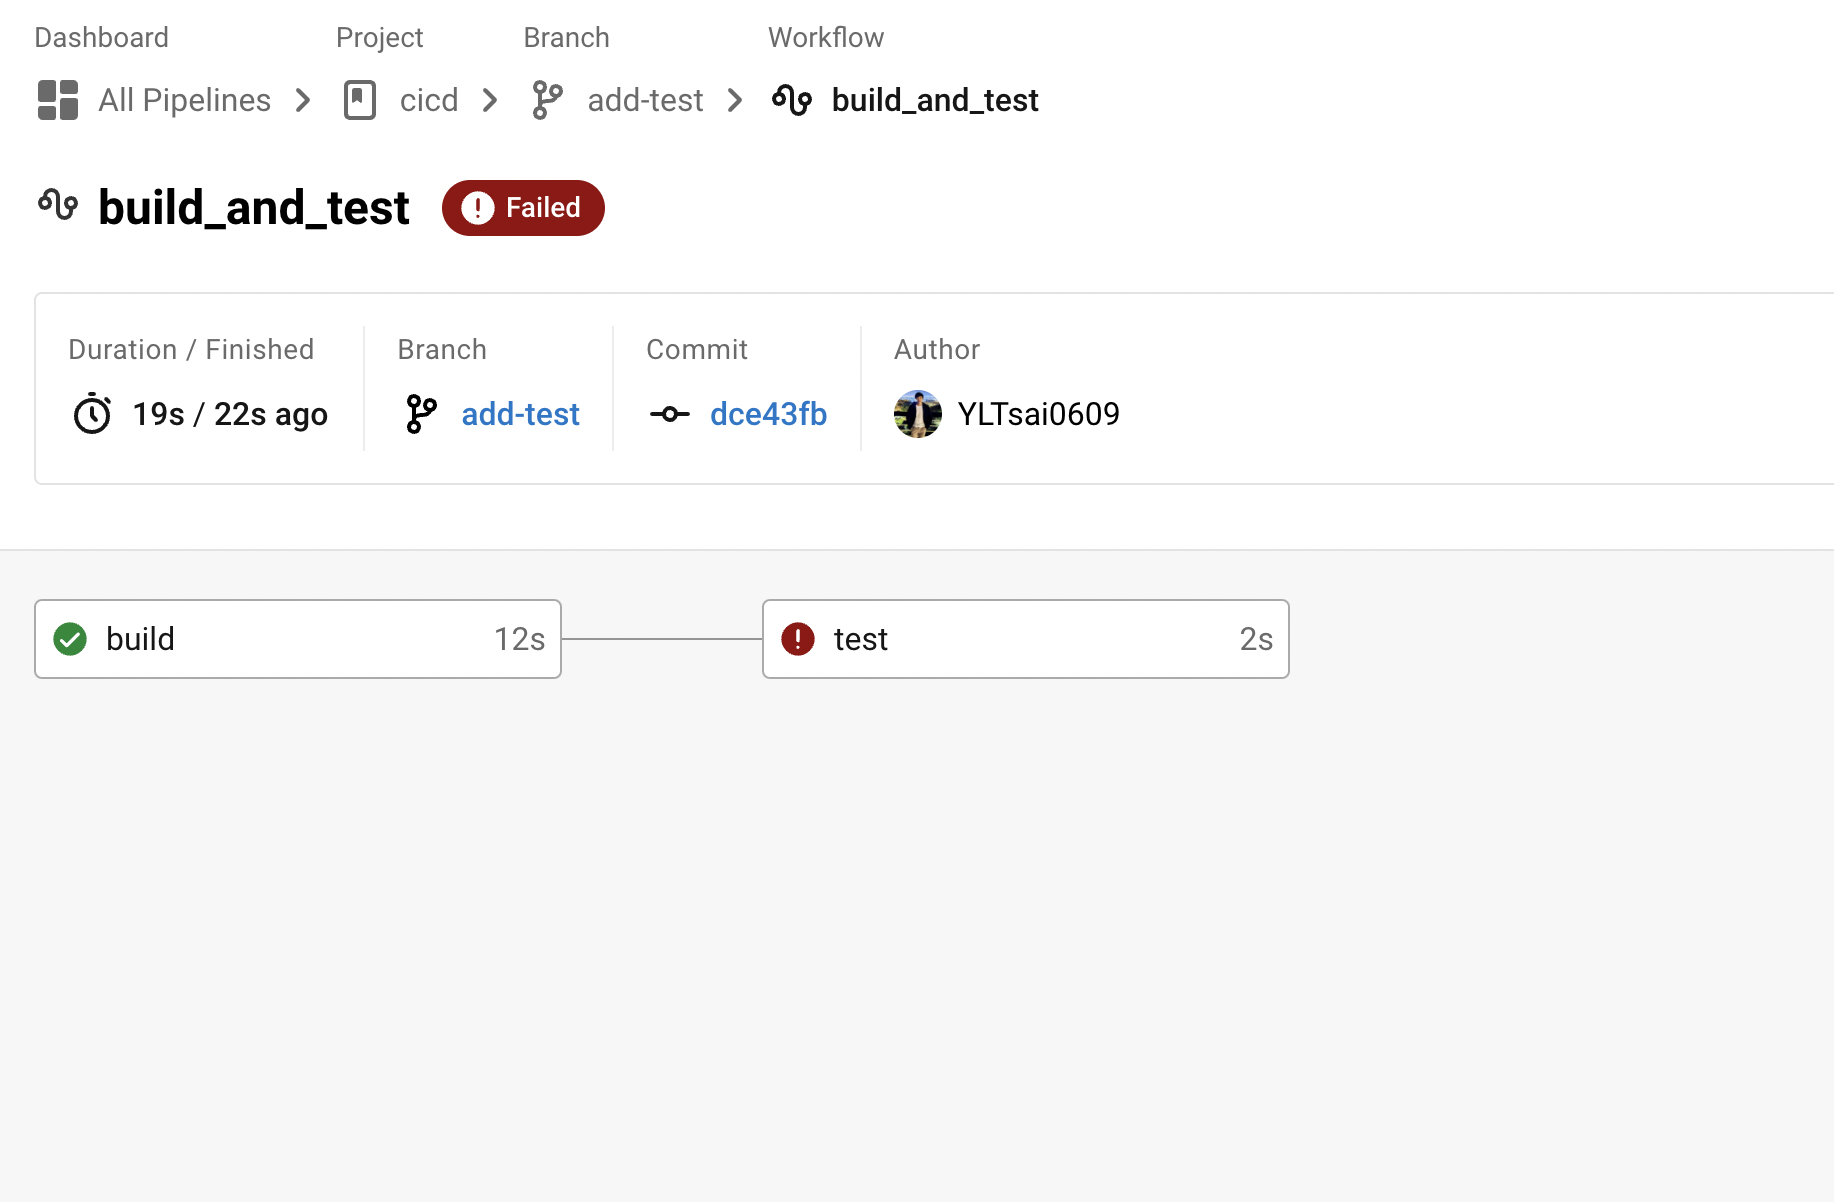 Dashboard Project Branch Workflow
All Pipelines cicd add-test build_and_test
build_and_test Failed
Duration / Finished Branch Commit Author
19s / 22s ago add-test dce43fb YLTsai0609
build 12s test 2s